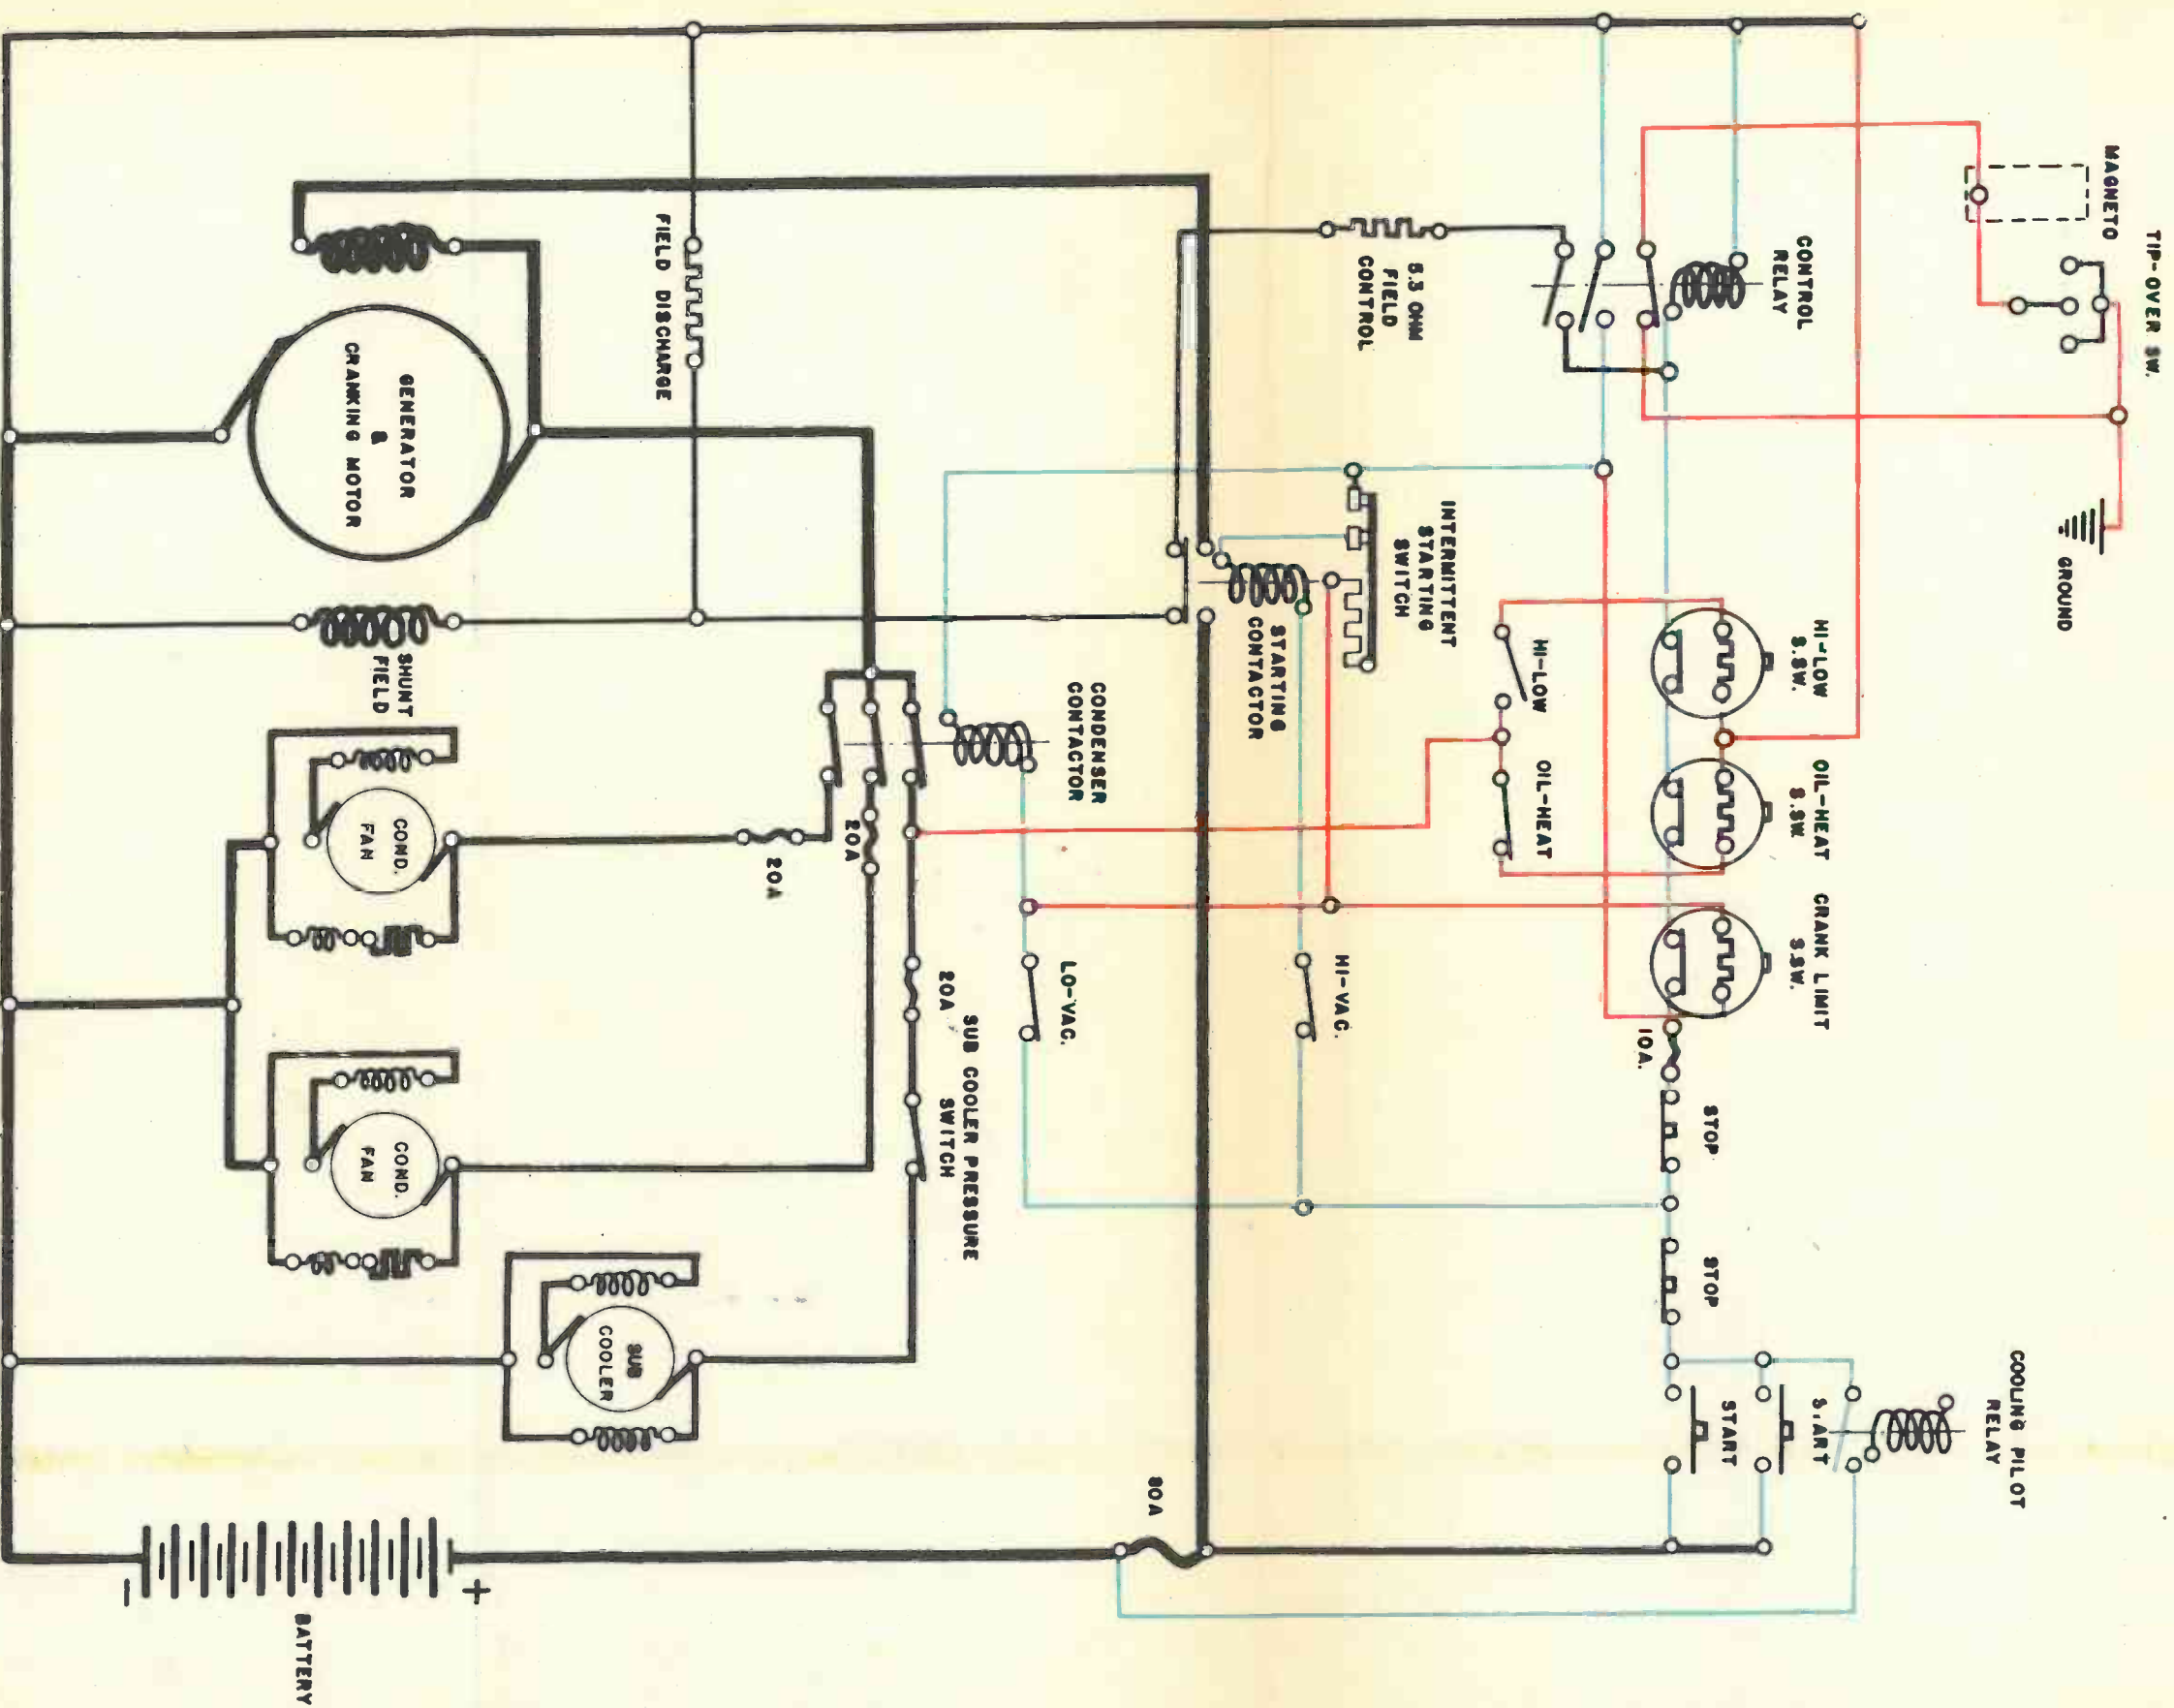 TIP-OVER SW.
MAGNETO
GROUND
CONTROL
RELAY
5.3 OHM
FIELD
CONTROL
HI-LOW
S.SW.
OIL-HEAT
S.SW.
CRANK LIMIT
S.SW.
HI-LOW
OIL-HEAT
10A.
STOP
STOP
START
START
COOLING PILOT
RELAY
INTERMITTENT
STARTING
SWITCH
STARTING
CONTACTOR
HI-VAC.
CONDENSER
CONTACTOR
LO-VAC.
80A
FIELD DISCHARGE
20A
20A
20A
SUB COOLER PRESSURE
SWITCH
GENERATOR
&
CRANKING MOTOR
SHUNT
FIELD
COND.
FAN
COND.
FAN
SUB
COOLER
+
–
BATTERY